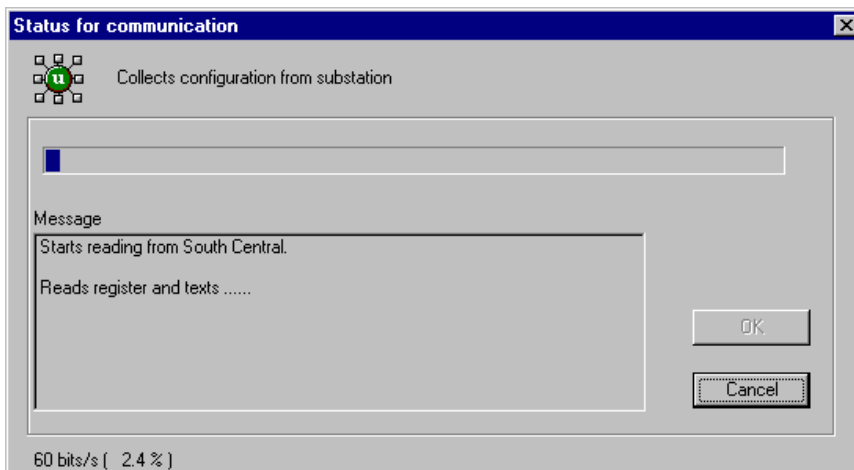 Status for communication
u
Collects configuration from substation
Message
Starts reading from South Central.
Reads register and texts ......
OK
Cancel
60 bits/s ( 2.4 % )